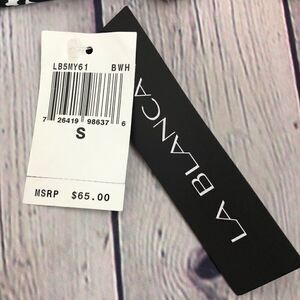 LB5MY61 BWH
7 26419 98637 6
S
MSRP $65.00
LA BLANCA